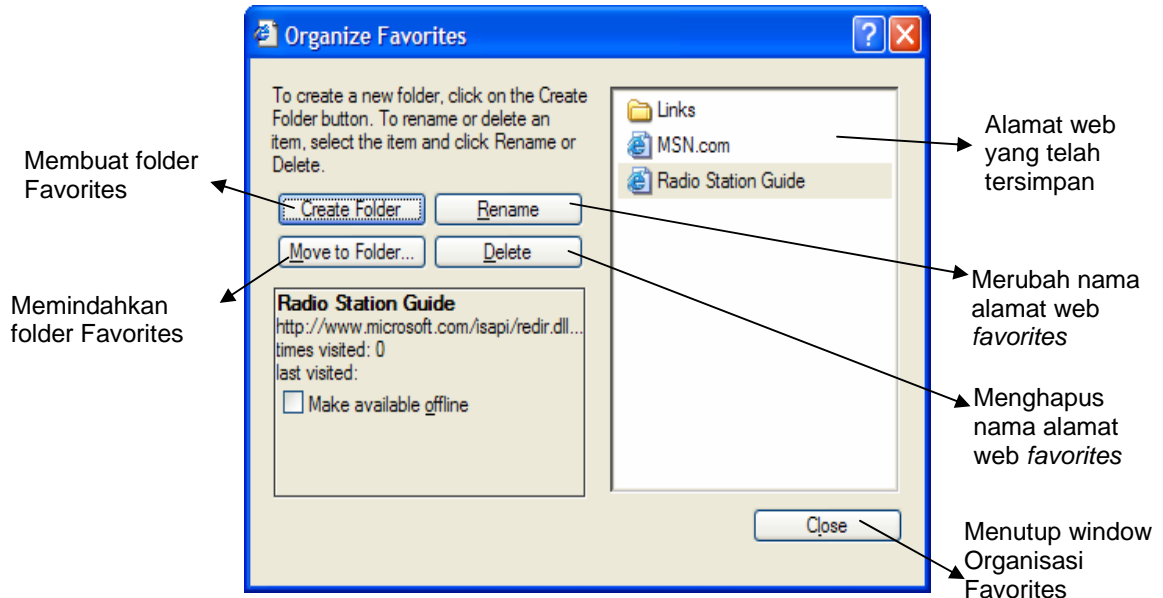 Organize Favorites
To create a new folder, click on the Create
Folder button. To rename or delete an
item, select the item and click Rename or
Delete.
Create Folder
Rename
Move to Folder...
Delete
Radio Station Guide
http://www.microsoft.com/isapi/redir.dll...
times visited: 0
last visited:
Make available offline
Links
MSN.com
Radio Station Guide
Close
Membuat folder
Favorites
Memindahkan
folder Favorites
Alamat web
yang telah
tersimpan
Merubah nama
alamat web
favorites
Menghapus
nama alamat
web favorites
Menutup window
Organisasi
Favorites